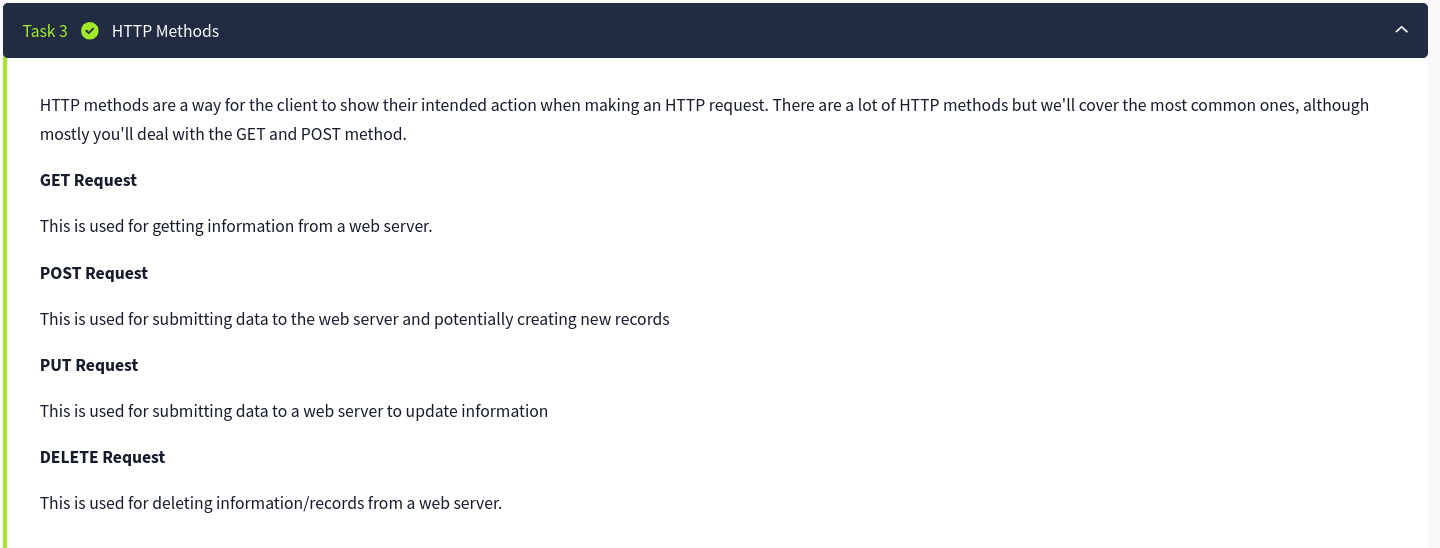 Task 3 HTTP Methods
HTTP methods are a way for the client to show their intended action when making an HTTP request. There are a lot of HTTP methods but we'll cover the most common ones, although
mostly you'll deal with the GET and POST method.
GET Request
This is used for getting information from a web server.
POST Request
This is used for submitting data to the web server and potentially creating new records
PUT Request
This is used for submitting data to a web server to update information
DELETE Request
This is used for deleting information/records from a web server.